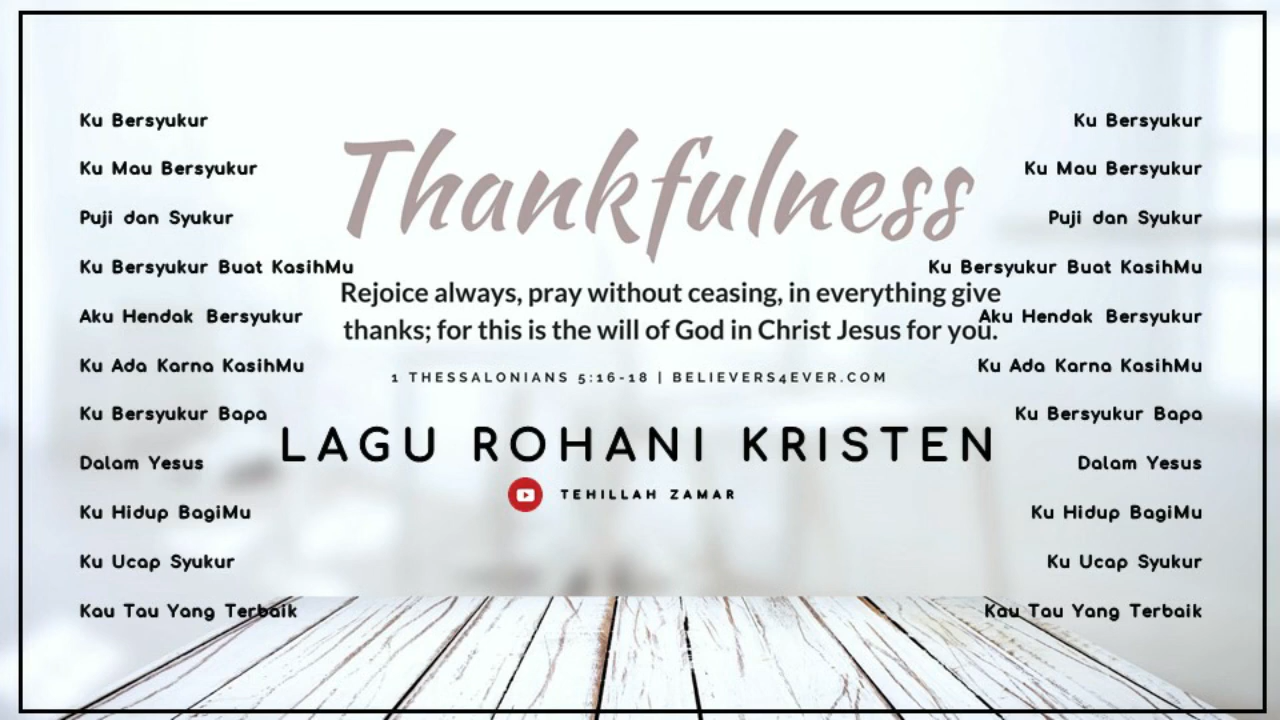 Ku Bersyukur
Ku Mau Bersyukur
Puji dan Syukur
Ku Bersyukur Buat KasihMu
Aku Hendak Bersyukur
Ku Ada Karna KasihMu
Ku Bersyukur Bapa
Dalam Yesus
Ku Hidup BagiMu
Ku Ucap Syukur
Kau Tau Yang Terbaik
Thankfulness
Rejoice always, pray without ceasing, in everything give
thanks; for this is the will of God in Christ Jesus for you.
1 THESSALONIANS 5:16-18 | BELIEVERS4EVER.COM
LAGU ROHANI KRISTEN
TEHILLAH ZAMAR
Ku Bersyukur
Ku Mau Bersyukur
Puji dan Syukur
Ku Bersyukur Buat KasihMu
Aku Hendak Bersyukur
Ku Ada Karna KasihMu
Ku Bersyukur Bapa
Dalam Yesus
Ku Hidup BagiMu
Ku Ucap Syukur
Kau Tau Yang Terbaik